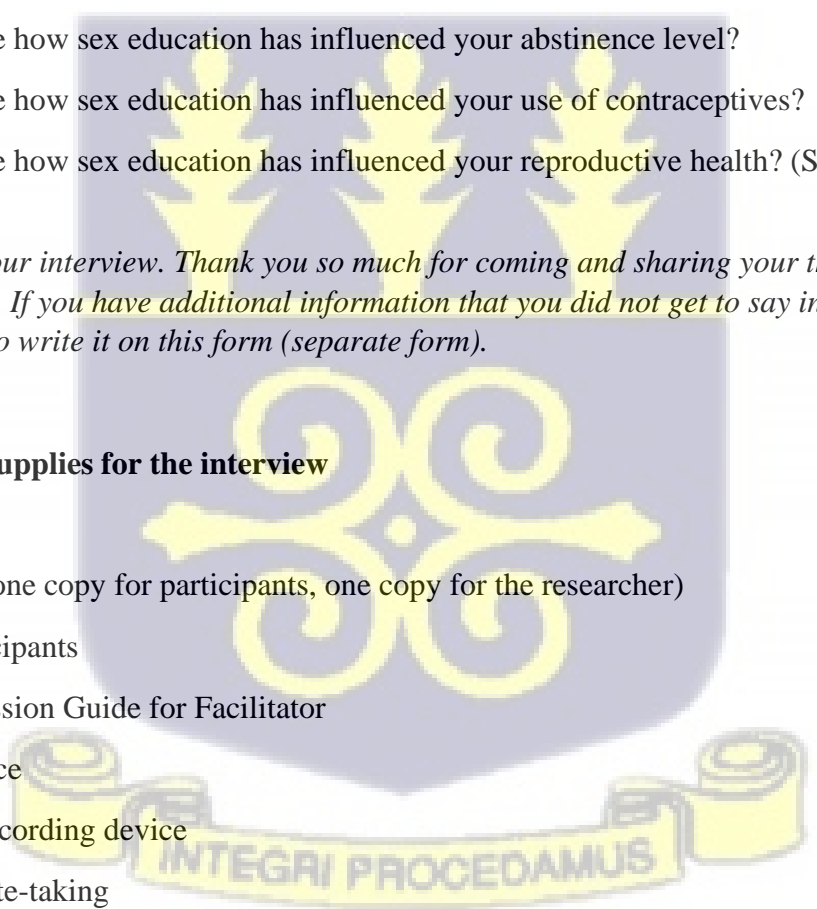 e how sex education has influenced your abstinence level?
e how sex education has influenced your use of contraceptives?
e how sex education has influenced your reproductive health? (S
our interview. Thank you so much for coming and sharing your th
. If you have additional information that you did not get to say in
o write it on this form (separate form).
upplies for the interview
one copy for participants, one copy for the researcher)
cipants
ssion Guide for Facilitator
ce
cording device
te-taking
INTEGRI PROCEDAMUS